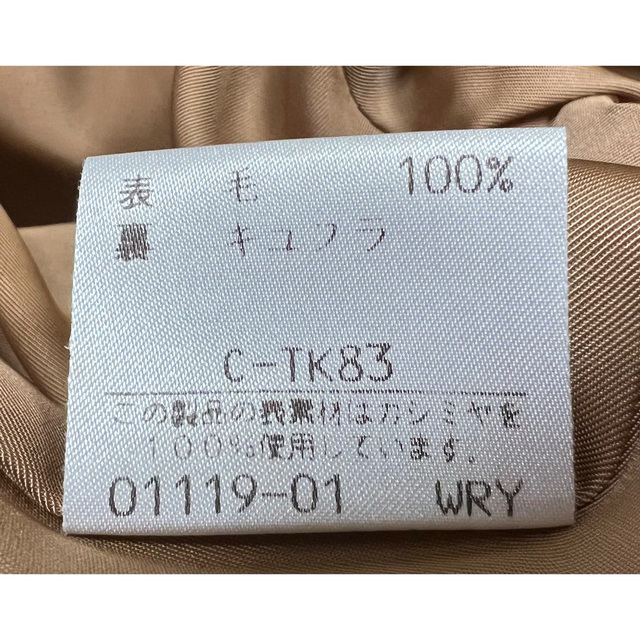 表 毛 100%
裏 キュプラ
C-TK83
この製品の表素材はカシミヤを
100%使用しています。
01119-01 WRY